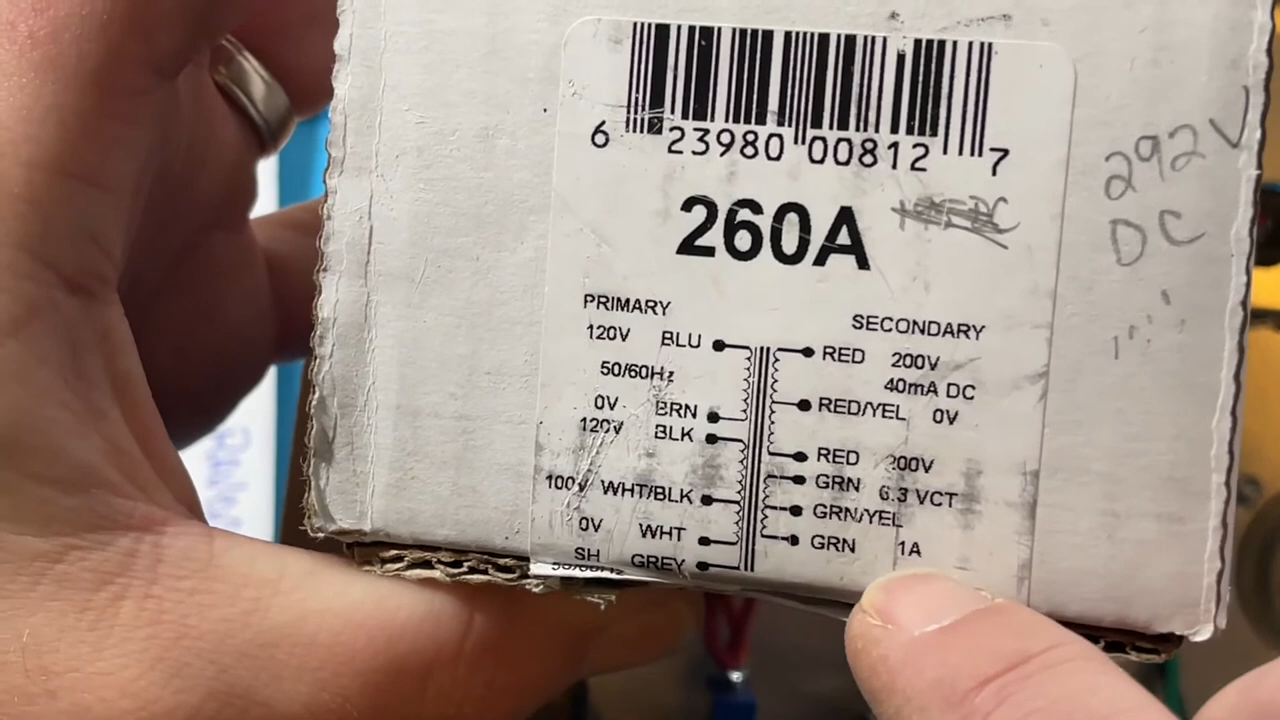 6 23980 00812 7
260A
292V
DC
PRIMARY
SECONDARY
120V BLU
RED 200V
50/60Hz
40mA DC
0V BRN
RED/YEL 0V
120V BLK
RED 200V
100V WHT/BLK
GRN 6.3 VCT
GRN/YEL
0V WHT
GRN 1A
SH GREY
50/60Hz